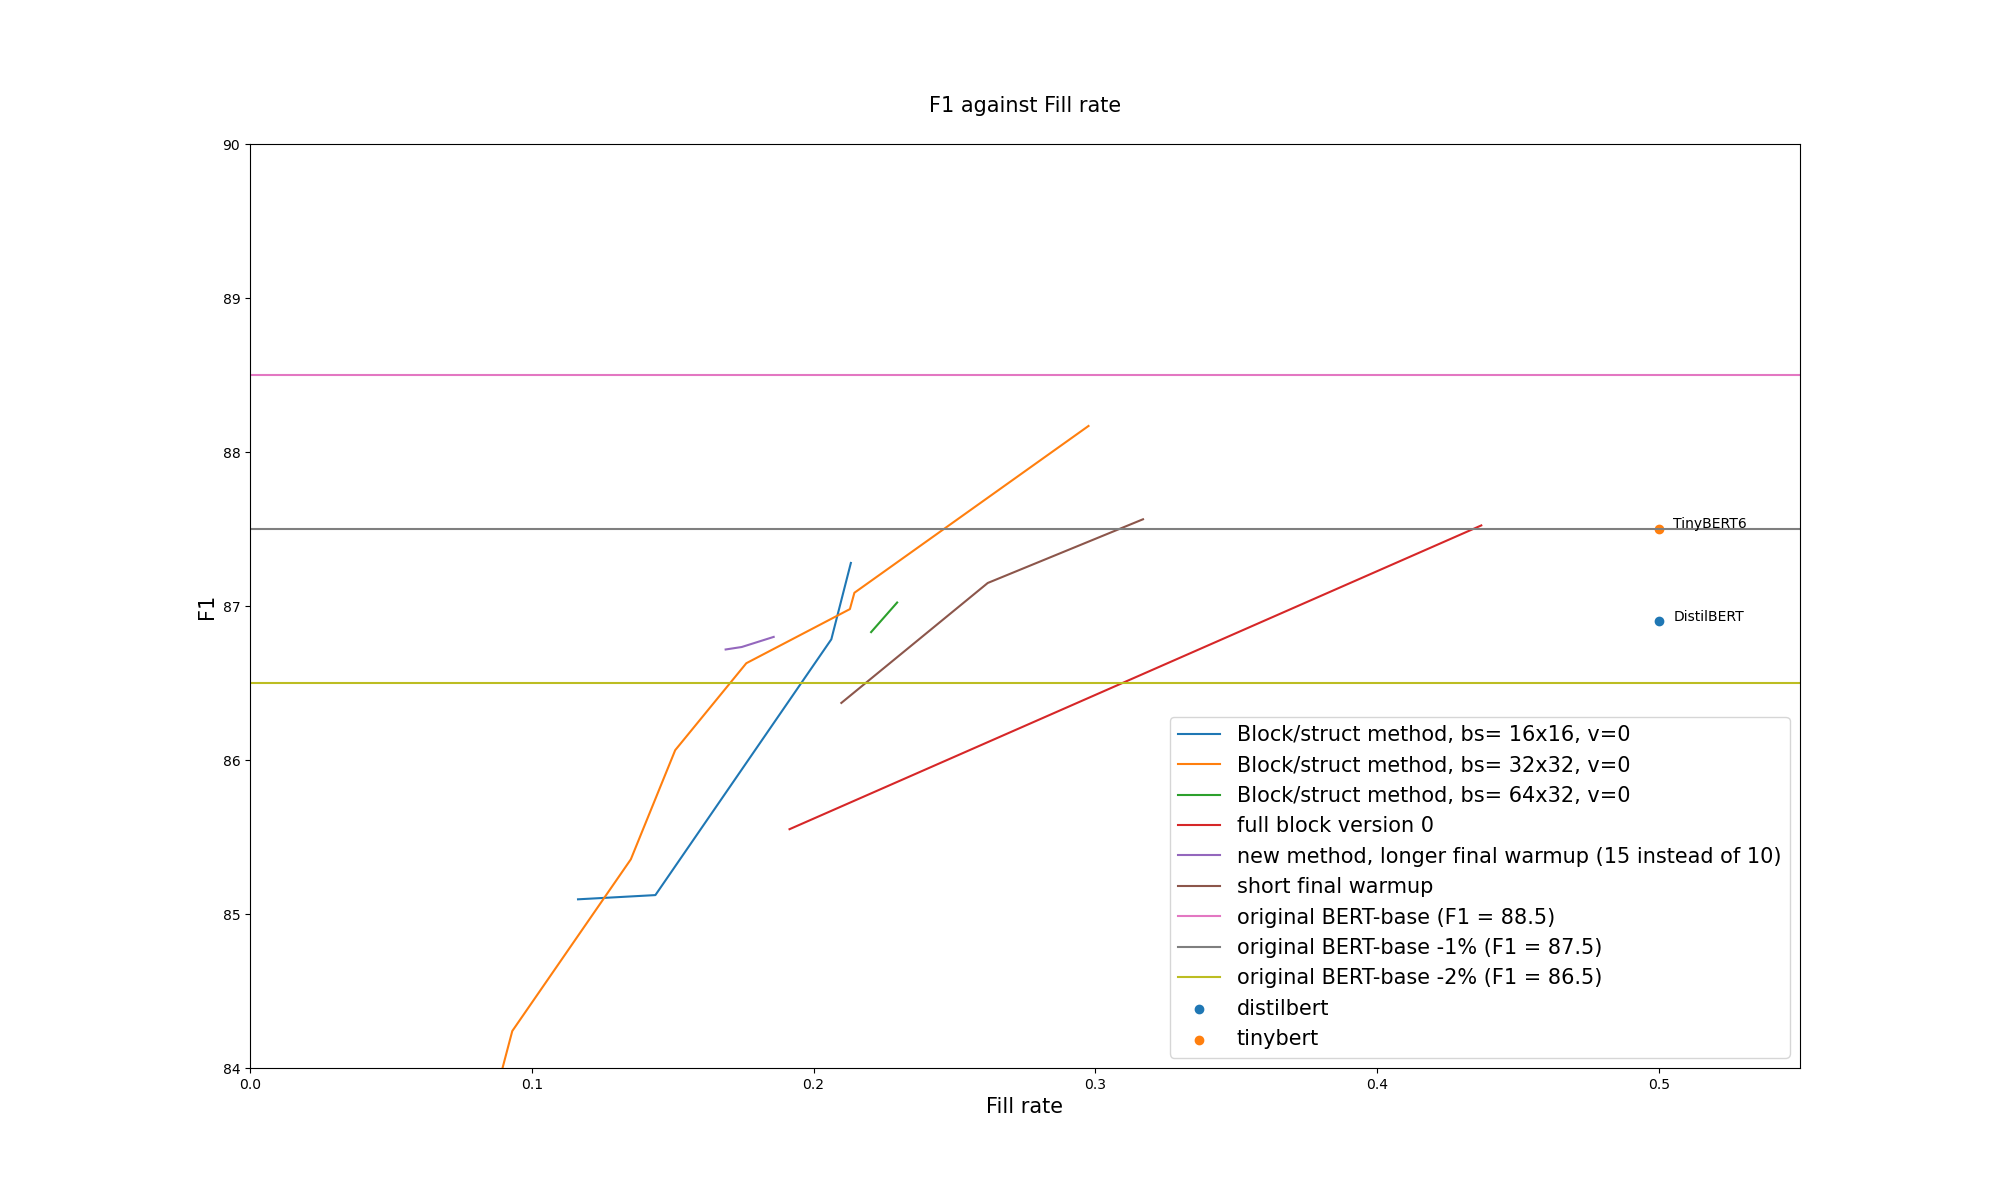 F1 against Fill rate
90
89
88
87
86
85
84
F1
TinyBERT6
DistilBERT
Block/struct method, bs= 16x16, v=0
Block/struct method, bs= 32x32, v=0
Block/struct method, bs= 64x32, v=0
full block version 0
new method, longer final warmup (15 instead of 10)
short final warmup
original BERT-base (F1 = 88.5)
original BERT-base -1% (F1 = 87.5)
original BERT-base -2% (F1 = 86.5)
distilbert
tinybert
0.0 0.1 0.2 0.3 0.4 0.5
Fill rate